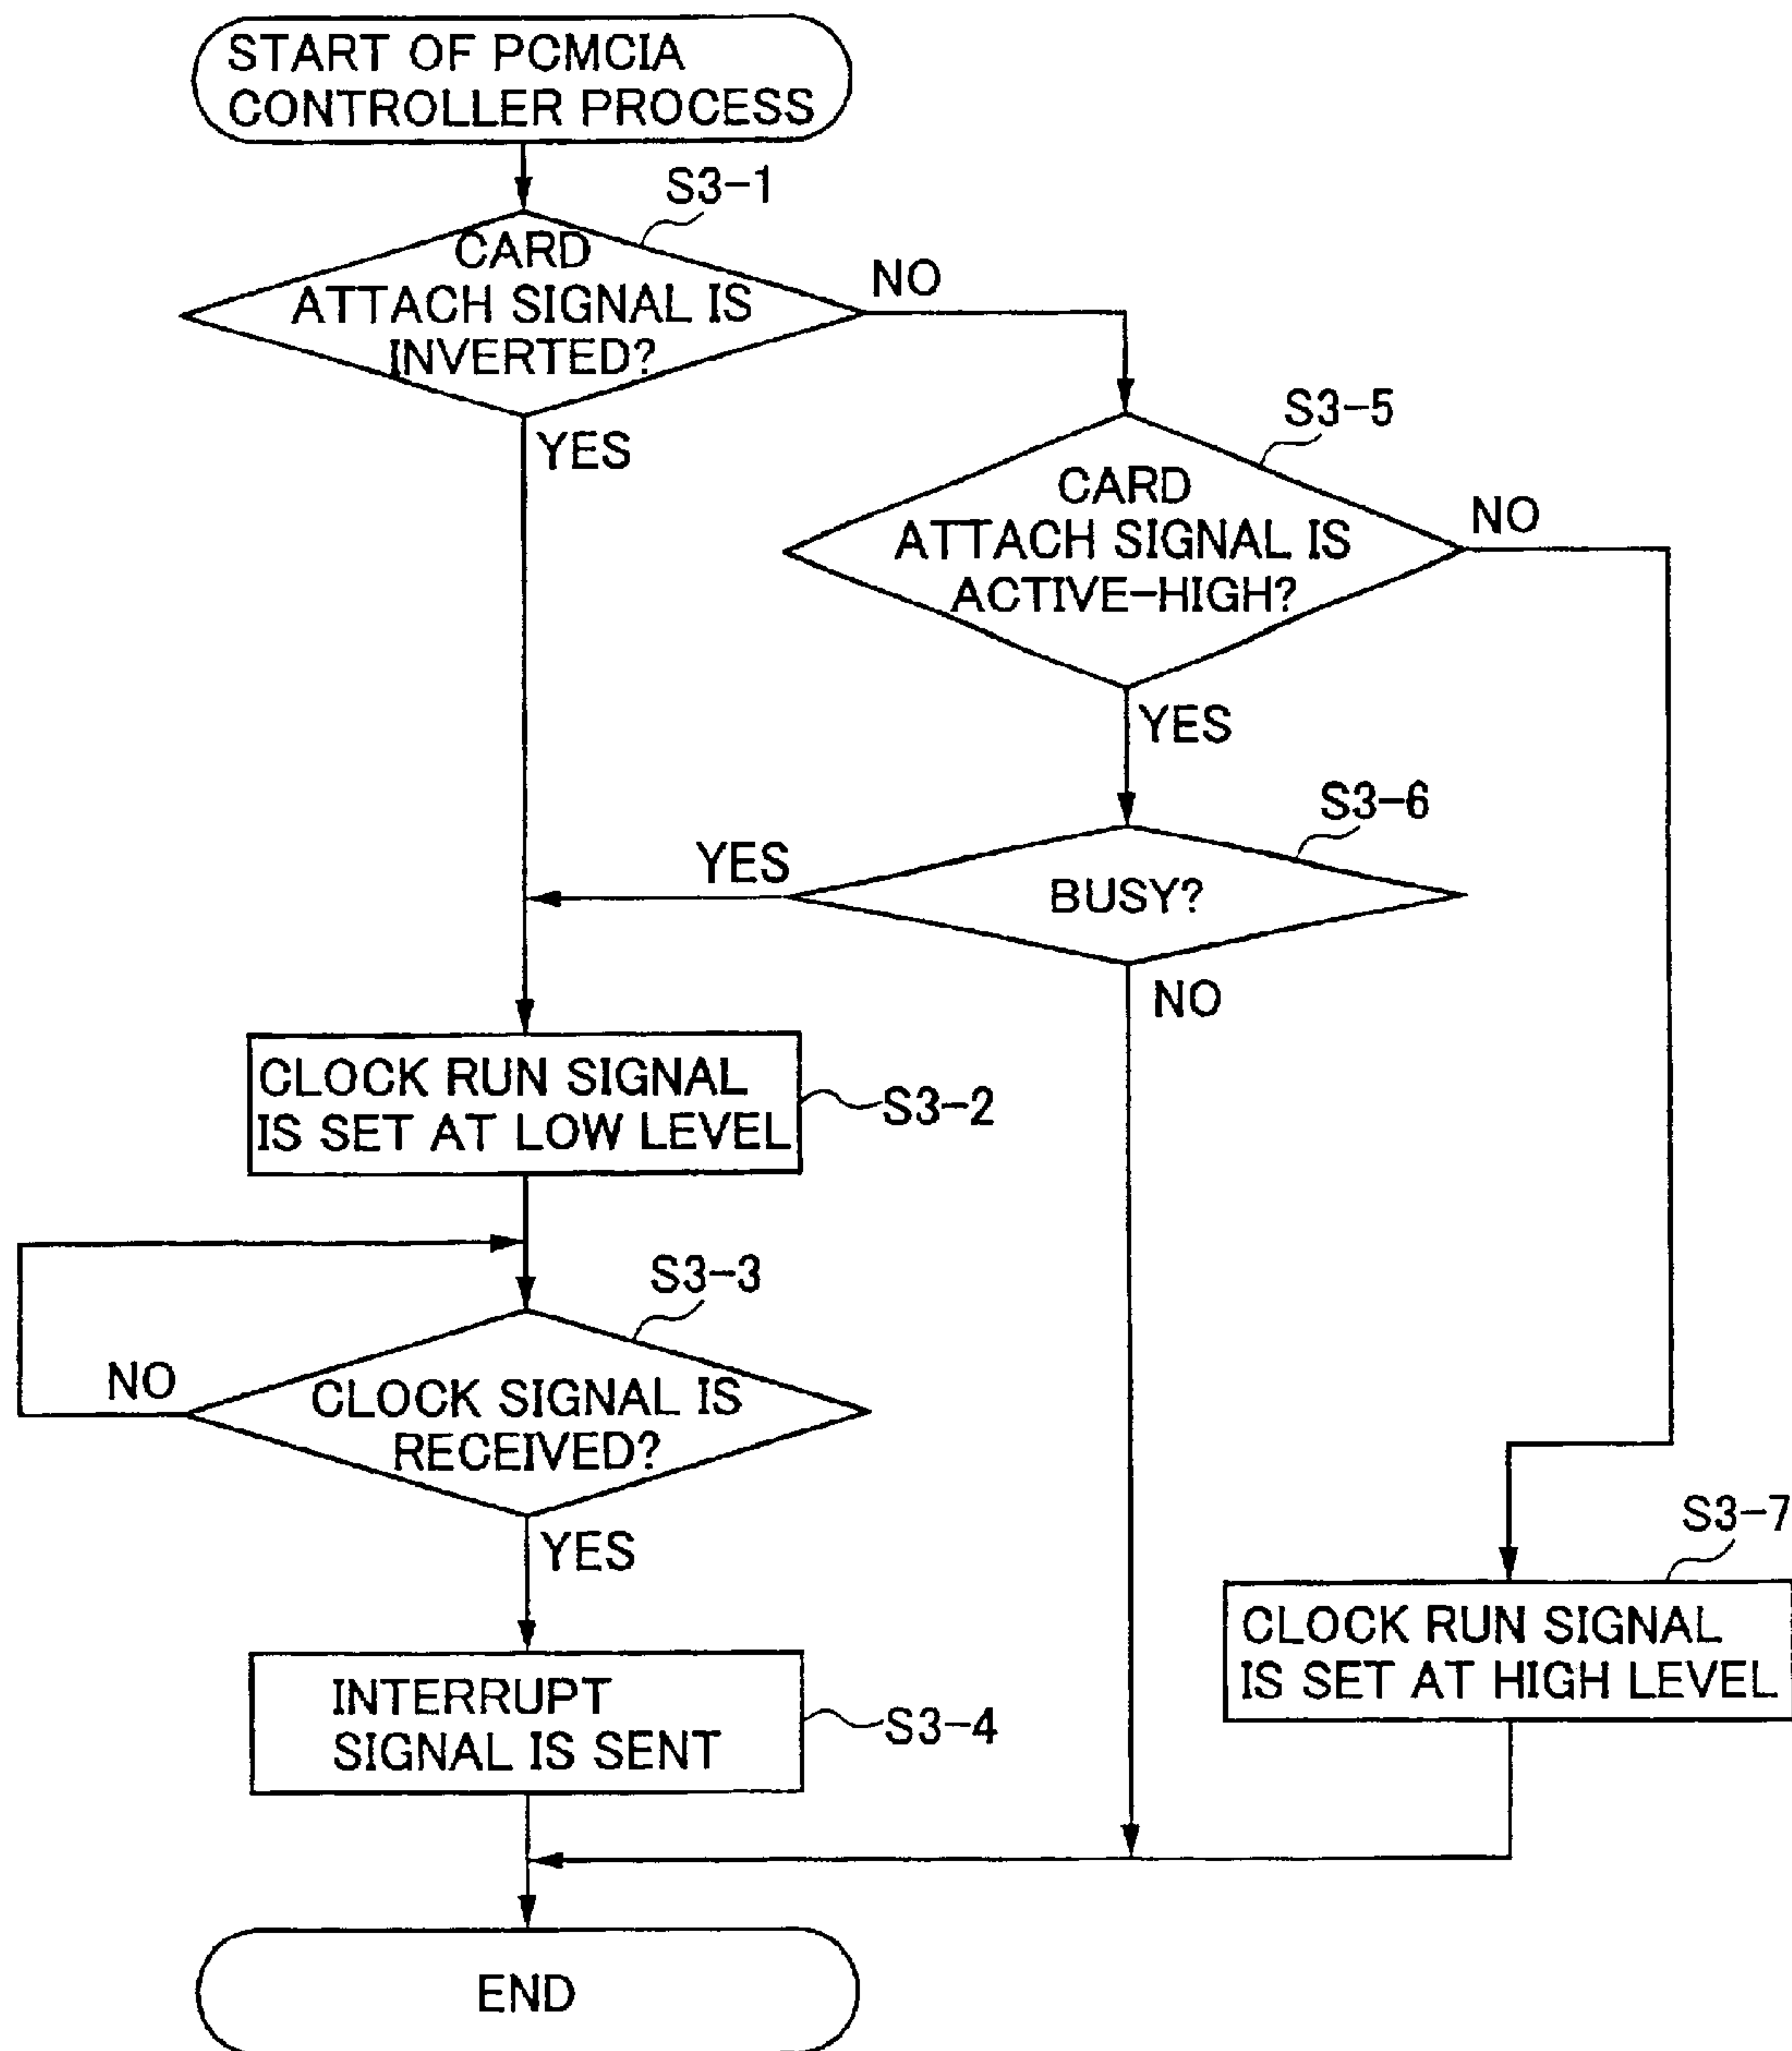 START OF PCMCIA
CONTROLLER PROCESS
S3-1
CARD
ATTACH SIGNAL IS
INVERTED?
NO
YES
S3-5
CARD
ATTACH SIGNAL IS
ACTIVE-HIGH?
NO
YES
S3-6
BUSY?
YES
NO
CLOCK RUN SIGNAL
IS SET AT LOW LEVEL
S3-2
S3-3
CLOCK SIGNAL IS
RECEIVED?
NO
YES
S3-7
CLOCK RUN SIGNAL
IS SET AT HIGH LEVEL
INTERRUPT
SIGNAL IS SENT
S3-4
END